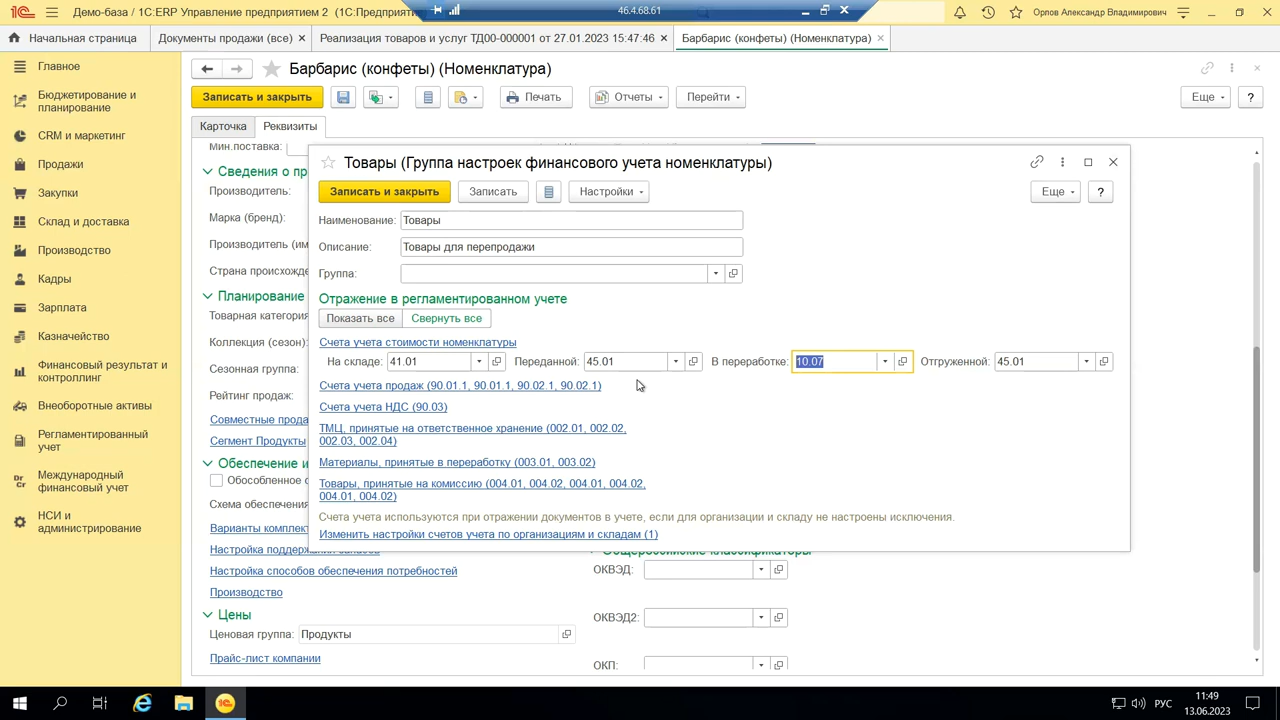 Демо-база / 1С:ERP Управление предприятием 2 (1С:Предприятие
46.4.68.61
Орлов Александр Владимирович
Начальная страница
Документы продажи (все)
Реализация товаров и услуг ТД00-000001 от 27.01.2023 15:47:46
Барбарис (конфеты) (Номенклатура)
Главное
Бюджетирование и
планирование
CRM и маркетинг
Продажи
Закупки
Склад и доставка
Производство
Кадры
Зарплата
Казначейство
Финансовый результат и
контроллинг
Внеоборотные активы
Регламентированный
учет
Международный
финансовый учет
НСИ и
администрирование
Барбарис (конфеты) (Номенклатура)
Записать и закрыть
Печать
Отчеты
Перейти
Еще
?
Карточка
Реквизиты
Мин.поставка:
Сведения о пр
Производитель:
Марка (бренд):
Производитель (им
Страна происхожде
Планирование
Товарная категория
Коллекция (сезон):
Сезонная группа:
Рейтинг продаж:
Совместные прода
Сегмент Продукты
Обеспечение и
Обособленное о
Схема обеспечения
Варианты комплект
Настройка поддержания запасов
Настройка способов обеспечения потребностей
Производство
Цены
Ценовая группа: Продукты
Прайс-лист компании
Товары (Группа настроек финансового учета номенклатуры)
Записать и закрыть
Записать
Настройки
Еще
?
Наименование: Товары
Описание: Товары для перепродажи
Группа:
Отражение в регламентированном учете
Показать все
Свернуть все
Счета учета стоимости номенклатуры
На складе: 41.01 Переданной: 45.01 В переработке: 10.07 Отгруженной: 45.01
Счета учета продаж (90.01.1, 90.01.1, 90.02.1, 90.02.1)
Счета учета НДС (90.03)
ТМЦ, принятые на ответственное хранение (002.01, 002.02,
002.03, 002.04)
Материалы, принятые в переработку (003.01, 003.02)
Товары, принятые на комиссию (004.01, 004.02, 004.01, 004.02,
004.01, 004.02)
Счета учета используются при отражении документов в учете, если для организации и складу не настроены исключения.
Изменить настройки счетов учета по организациям и складам (1)
Общероссийские классификаторы
ОКВЭД:
ОКВЭД2:
ОКП:
РУС
11:49
13.06.2023